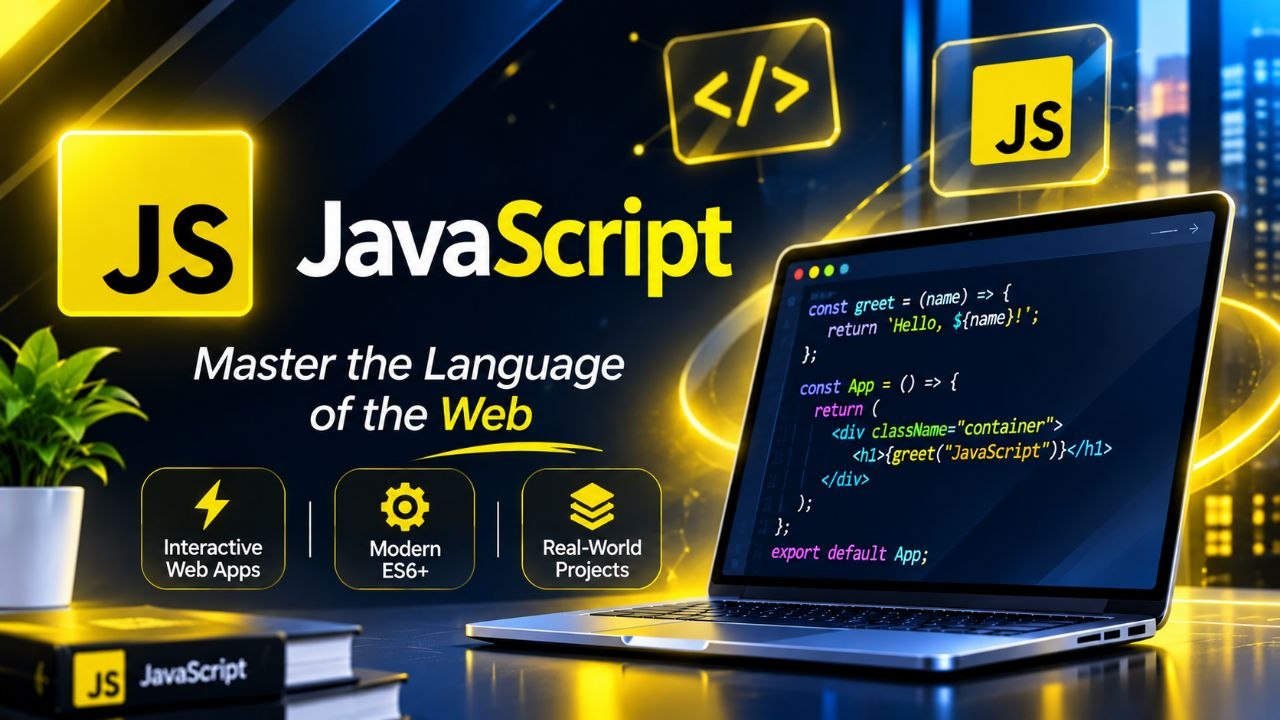 JS
JavaScript
Master the Language
of the Web
Interactive
Web Apps
Modern
ES6+
Real-World
Projects
</>
JS
const greet = (name) => {
return `Hello, ${name}!`;
};
const App = () => {
return (
<div className="container">
<h1>{greet("JavaScript")}</h1>
</div>
);
};
export default App;
JS JavaScript